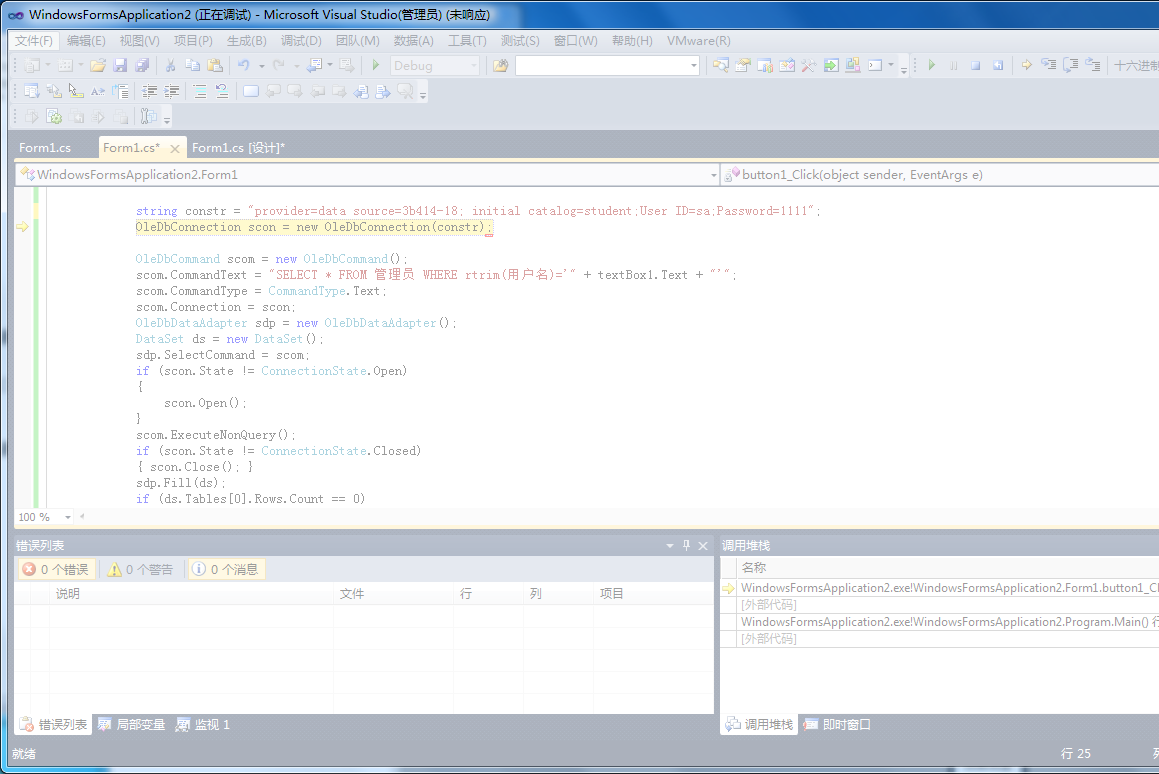 WindowsFormsApplication2 (正在调试) - Microsoft Visual Studio(管理员) (未响应)
文件(F) 编辑(E) 视图(V) 项目(P) 生成(B) 调试(D) 团队(M) 数据(A) 工具(T) 测试(S) 窗口(W) 帮助(H) VMware(R)
Debug 十六进制
Form1.cs Form1.cs* Form1.cs [设计]*
WindowsFormsApplication2.Form1 button1_Click(object sender, EventArgs e)
string constr = "provider=data source=3b414-18; initial catalog=student;User ID=sa;Password=1111";
OleDbConnection scon = new OleDbConnection(constr);
OleDbCommand scom = new OleDbCommand();
scom.CommandText = "SELECT * FROM 管理员 WHERE rtrim(用户名)='" + textBox1.Text + "'";
scom.CommandType = CommandType.Text;
scom.Connection = scon;
OleDbDataAdapter sdp = new OleDbDataAdapter();
DataSet ds = new DataSet();
sdp.SelectCommand = scom;
if (scon.State != ConnectionState.Open)
{
scon.Open();
}
scom.ExecuteNonQuery();
if (scon.State != ConnectionState.Closed)
{ scon.Close(); }
sdp.Fill(ds);
if (ds.Tables[0].Rows.Count == 0)
100 %
错误列表
0 个错误 0 个警告 0 个消息
说明 文件 行 列 项目
错误列表 局部变量 监视 1
调用堆栈
名称
WindowsFormsApplication2.exe!WindowsFormsApplication2.Form1.button1_Cl
[外部代码]
WindowsFormsApplication2.exe!WindowsFormsApplication2.Program.Main() 行
[外部代码]
调用堆栈 即时窗口
就绪 行 25